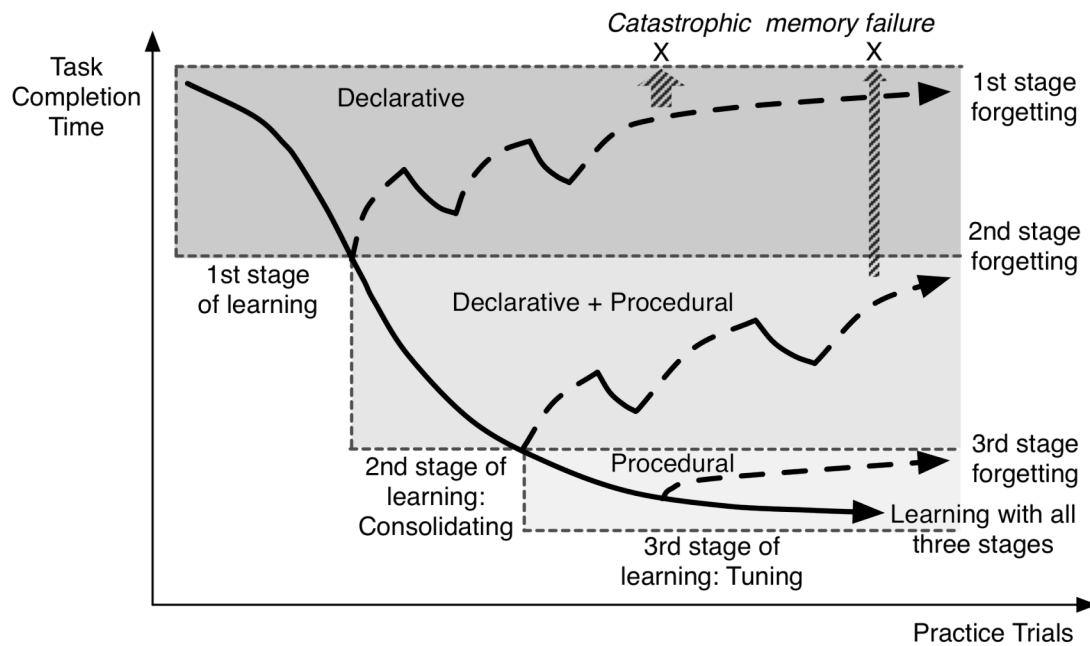 Catastrophic memory failure
X
X
Task
Completion
Time
Declarative
1st stage
forgetting
2nd stage
forgetting
1st stage
of learning
Declarative + Procedural
3rd stage
forgetting
2nd stage of
learning:
Consolidating
Procedural
Learning with all
three stages
3rd stage of
learning: Tuning
Practice Trials